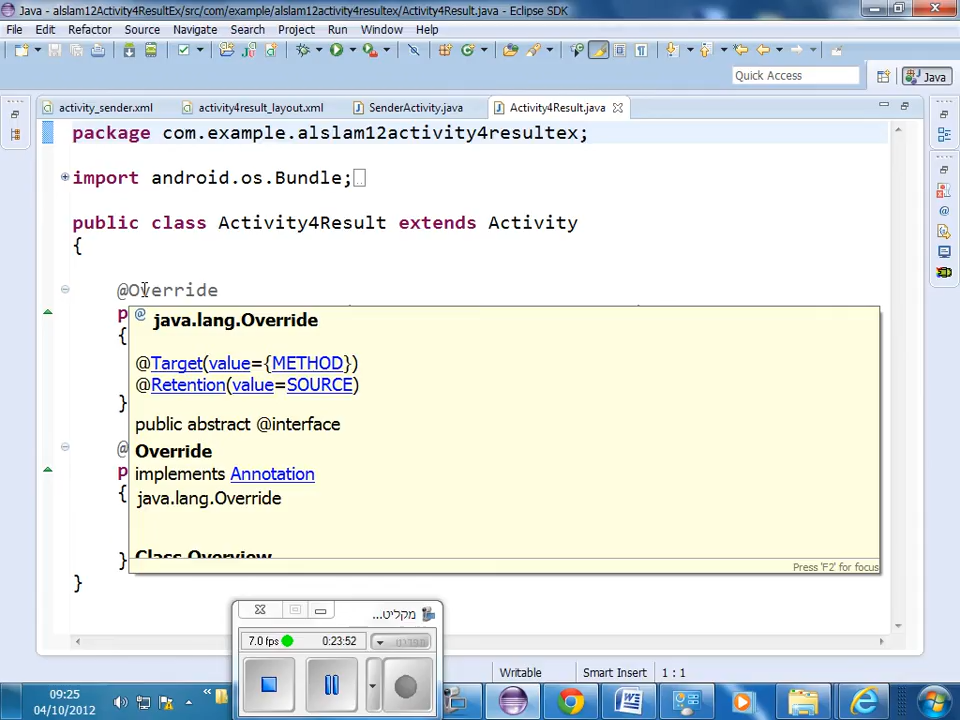 Java - alslam12Activity4ResultEx/src/com/example/alslam12activity4resultex/Activity4Result.java - Eclipse SDK
File Edit Refactor Source Navigate Search Project Run Window Help
Quick Access
Java
activity_sender.xml activity4result_layout.xml SenderActivity.java Activity4Result.java
package com.example.alslam12activity4resultex;
import android.os.Bundle;
public class Activity4Result extends Activity
{
@Override
p
{
}
@
p
{
}
}
@ java.lang.Override
@Target(value={METHOD})
@Retention(value=SOURCE)
public abstract @interface
Override
implements Annotation
java.lang.Override
Class Overview
Press 'F2' for focus
מקליט...
7.0 fps 0:23:52 מפדרט
Writable Smart Insert 1 : 1
09:25
04/10/2012